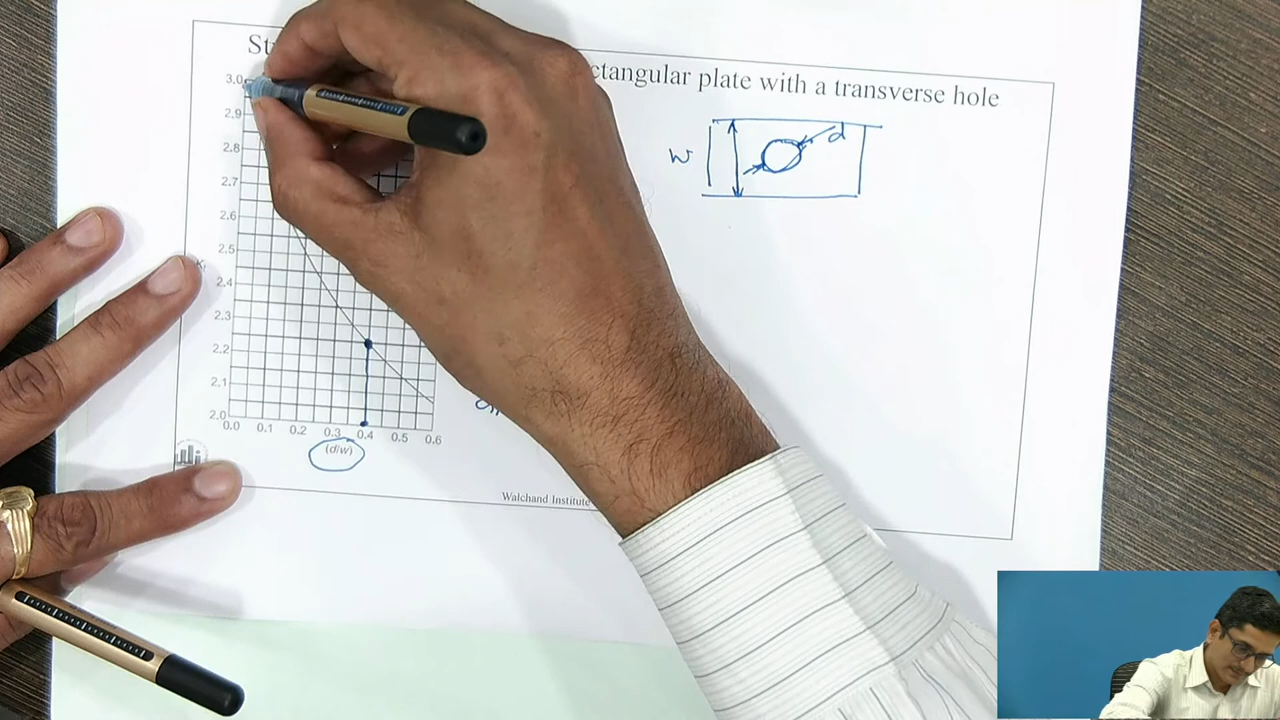 St
ctangular plate with a transverse hole
3.0
2.9
2.8
2.7
2.6
2.5
2.4
2.3
2.2
2.1
2.0
0.0 0.1 0.2 0.3 0.4 0.5 0.6
(d/w)
w
d
Walchand Institute